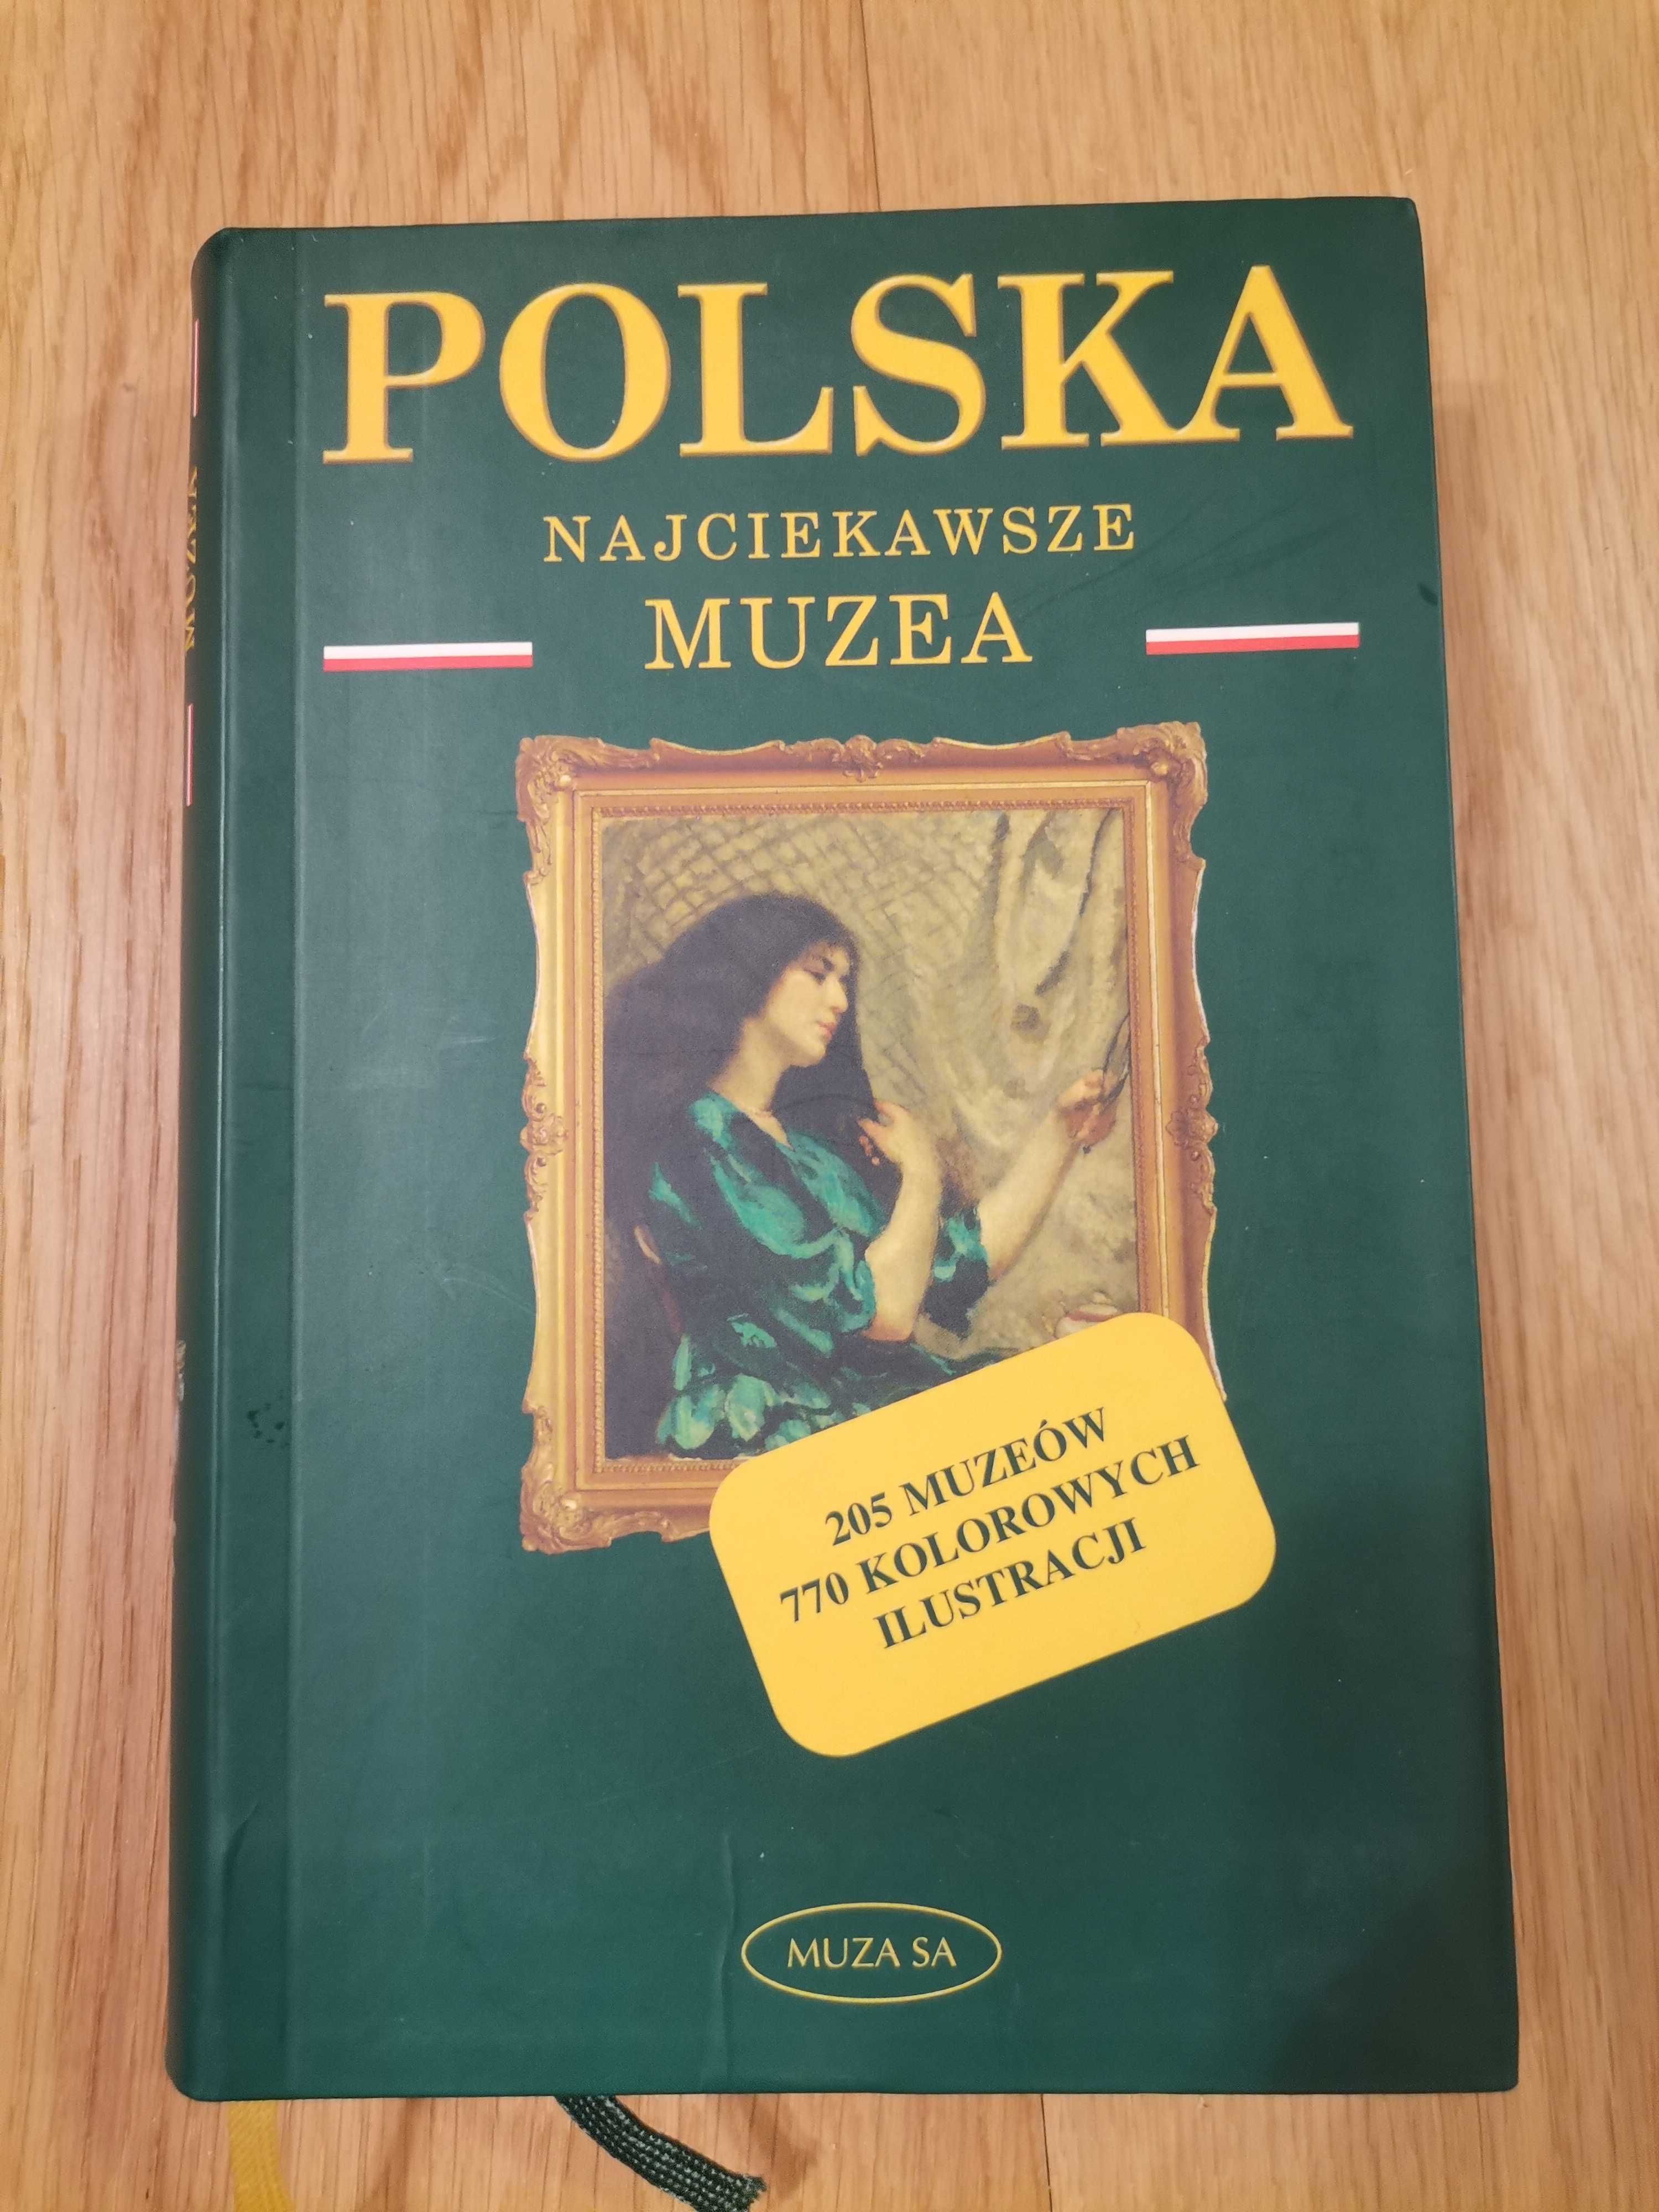 POLSKA
NAJCIEKAWSZE
MUZEA
205 MUZEÓW
770 KOLOROWYCH
ILUSTRACJI
MUZA SA